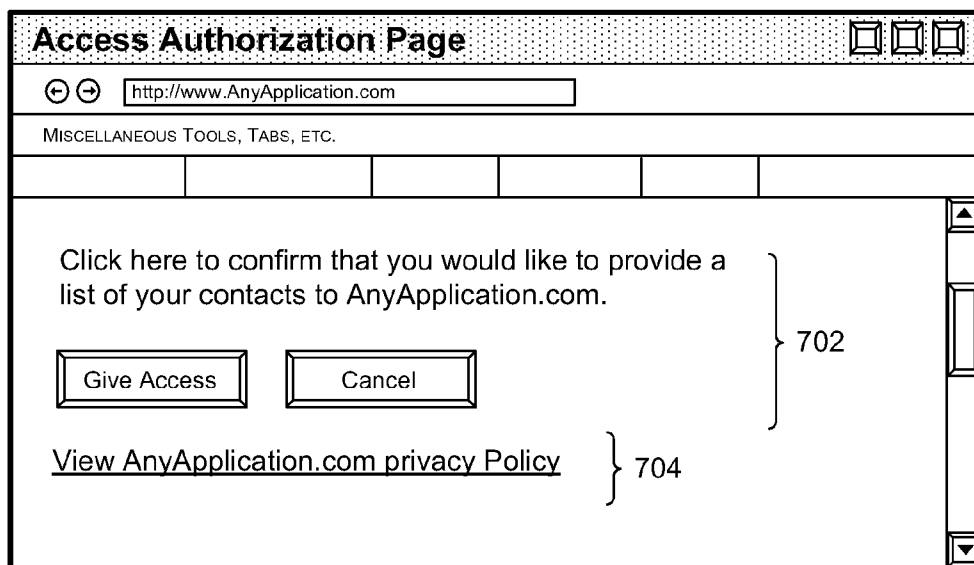 Access Authorization Page
http://www.AnyApplication.com
MISCELLANEOUS TOOLS, TABS, ETC.
Click here to confirm that you would like to provide a
list of your contacts to AnyApplication.com.
702
Give Access Cancel
View AnyApplication.com privacy Policy
704